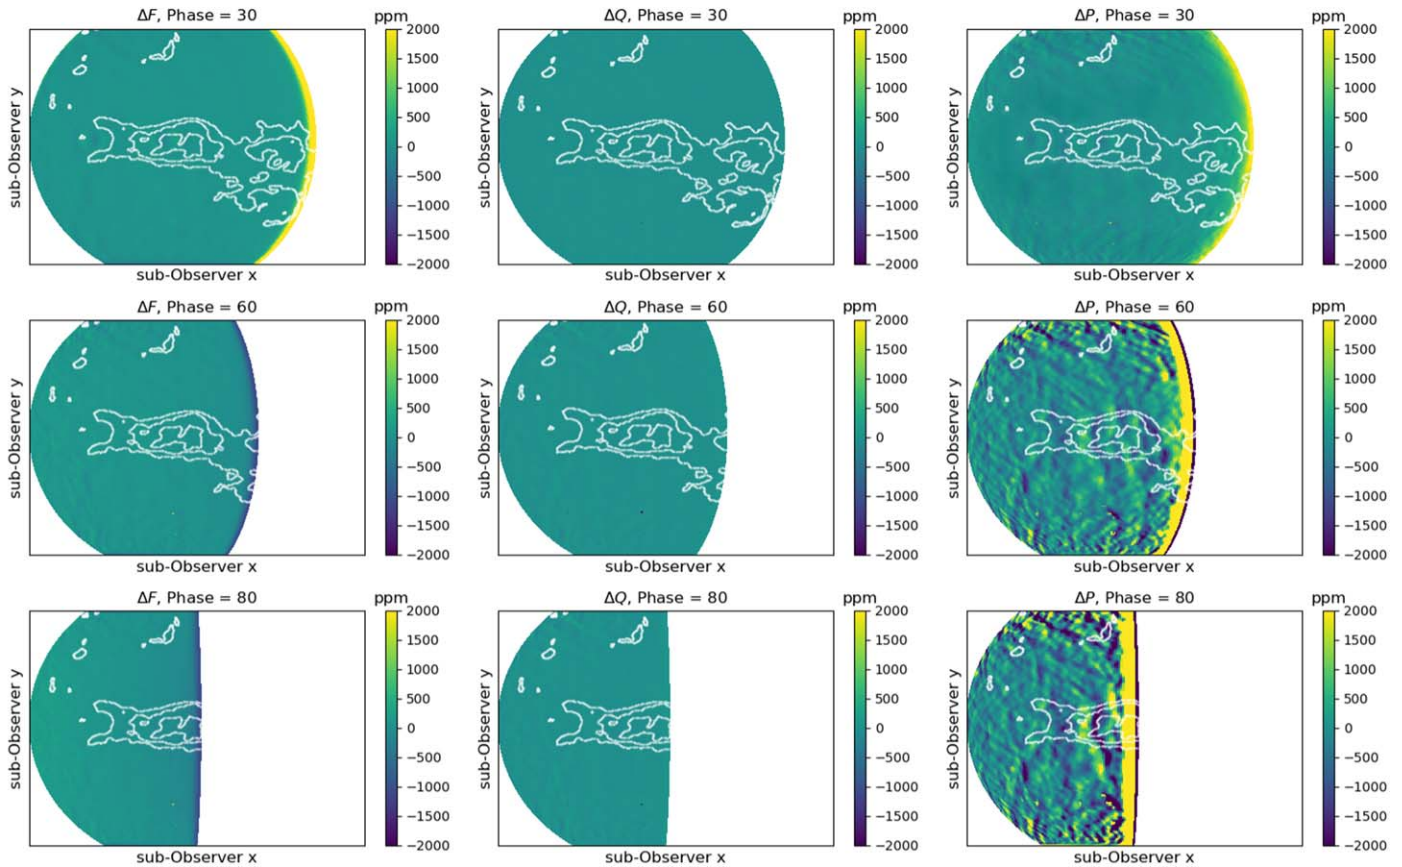 ΔF, Phase = 30 ppm ΔQ, Phase = 30 ppm ΔP, Phase = 30 ppm
2000 2000 2000
1500 1500 1500
1000 1000 1000
500 500 500
0 0 0
−500 −500 −500
−1000 −1000 −1000
−1500 −1500 −1500
−2000 −2000 −2000
sub-Observer y sub-Observer y sub-Observer y
sub-Observer x sub-Observer x sub-Observer x
ΔF, Phase = 60 ppm ΔQ, Phase = 60 ppm ΔP, Phase = 60 ppm
2000 2000 2000
1500 1500 1500
1000 1000 1000
500 500 500
0 0 0
−500 −500 −500
−1000 −1000 −1000
−1500 −1500 −1500
−2000 −2000 −2000
sub-Observer y sub-Observer y sub-Observer y
sub-Observer x sub-Observer x sub-Observer x
ΔF, Phase = 80 ppm ΔQ, Phase = 80 ppm ΔP, Phase = 80 ppm
2000 2000 2000
1500 1500 1500
1000 1000 1000
500 500 500
0 0 0
−500 −500 −500
−1000 −1000 −1000
−1500 −1500 −1500
−2000 −2000 −2000
sub-Observer y sub-Observer y sub-Observer y
sub-Observer x sub-Observer x sub-Observer x